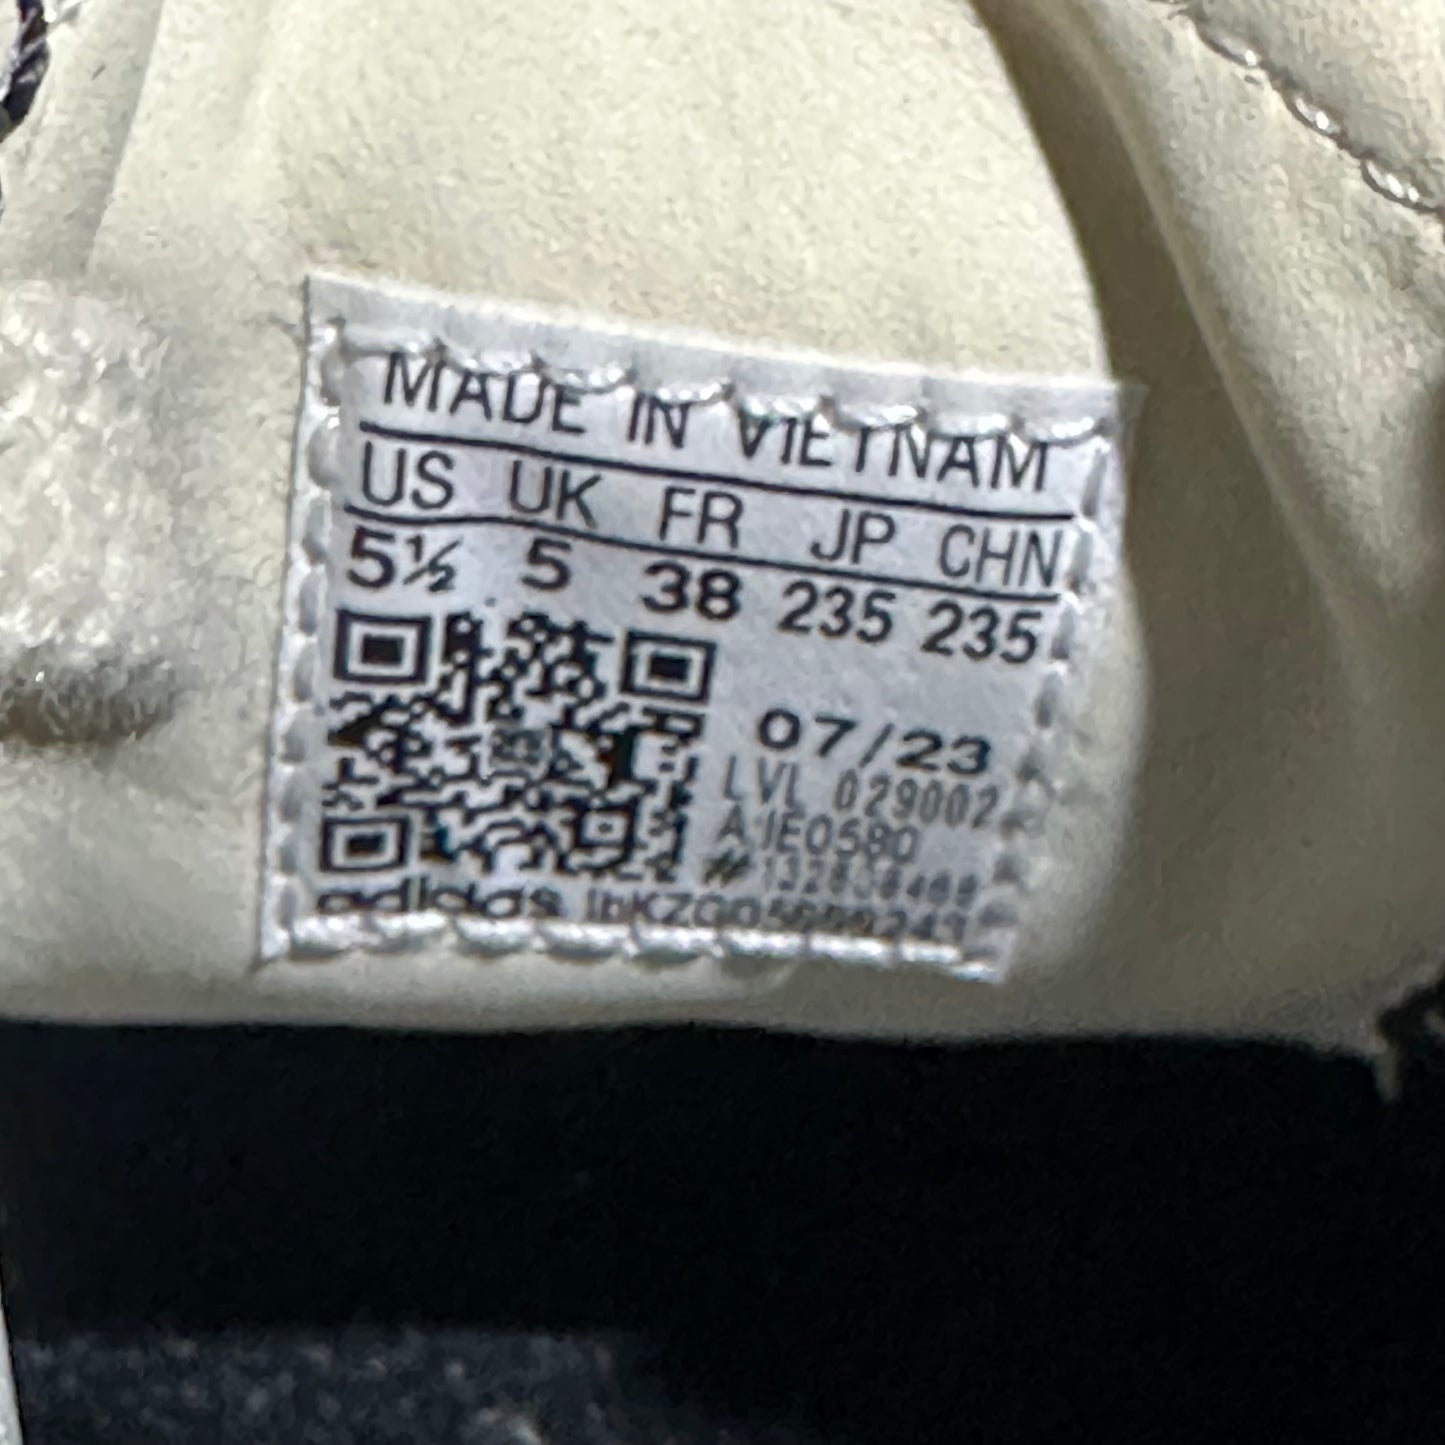 MADE IN VIETNAM
US UK FR JP CHN
5½ 5 38 235 235
07/23
LVL 029002
A IE0580
adidas